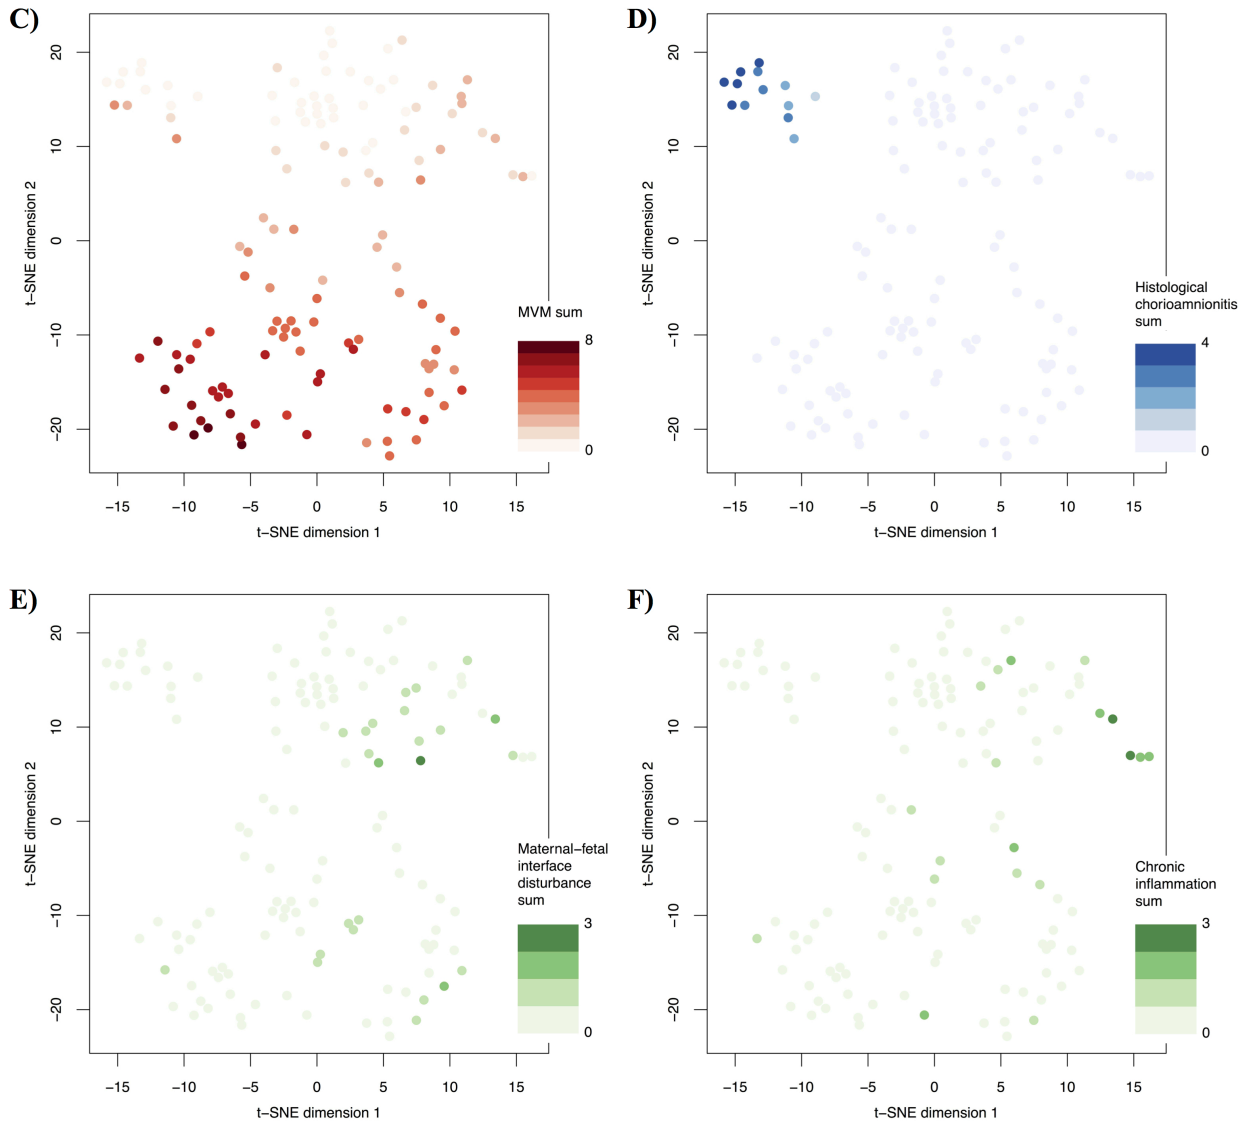 C)
t−SNE dimension 2
20
10
0
−10
−20
MVM sum
8
0
−15 −10 −5 0 5 10 15
t−SNE dimension 1
D)
t−SNE dimension 2
20
10
0
−10
−20
Histological
chorioamnionitis
sum
4
0
−15 −10 −5 0 5 10 15
t−SNE dimension 1
E)
t−SNE dimension 2
20
10
0
−10
−20
Maternal−fetal
interface
disturbance
sum
3
0
−15 −10 −5 0 5 10 15
t−SNE dimension 1
F)
t−SNE dimension 2
20
10
0
−10
−20
Chronic
inflammation
sum
3
0
−15 −10 −5 0 5 10 15
t−SNE dimension 1